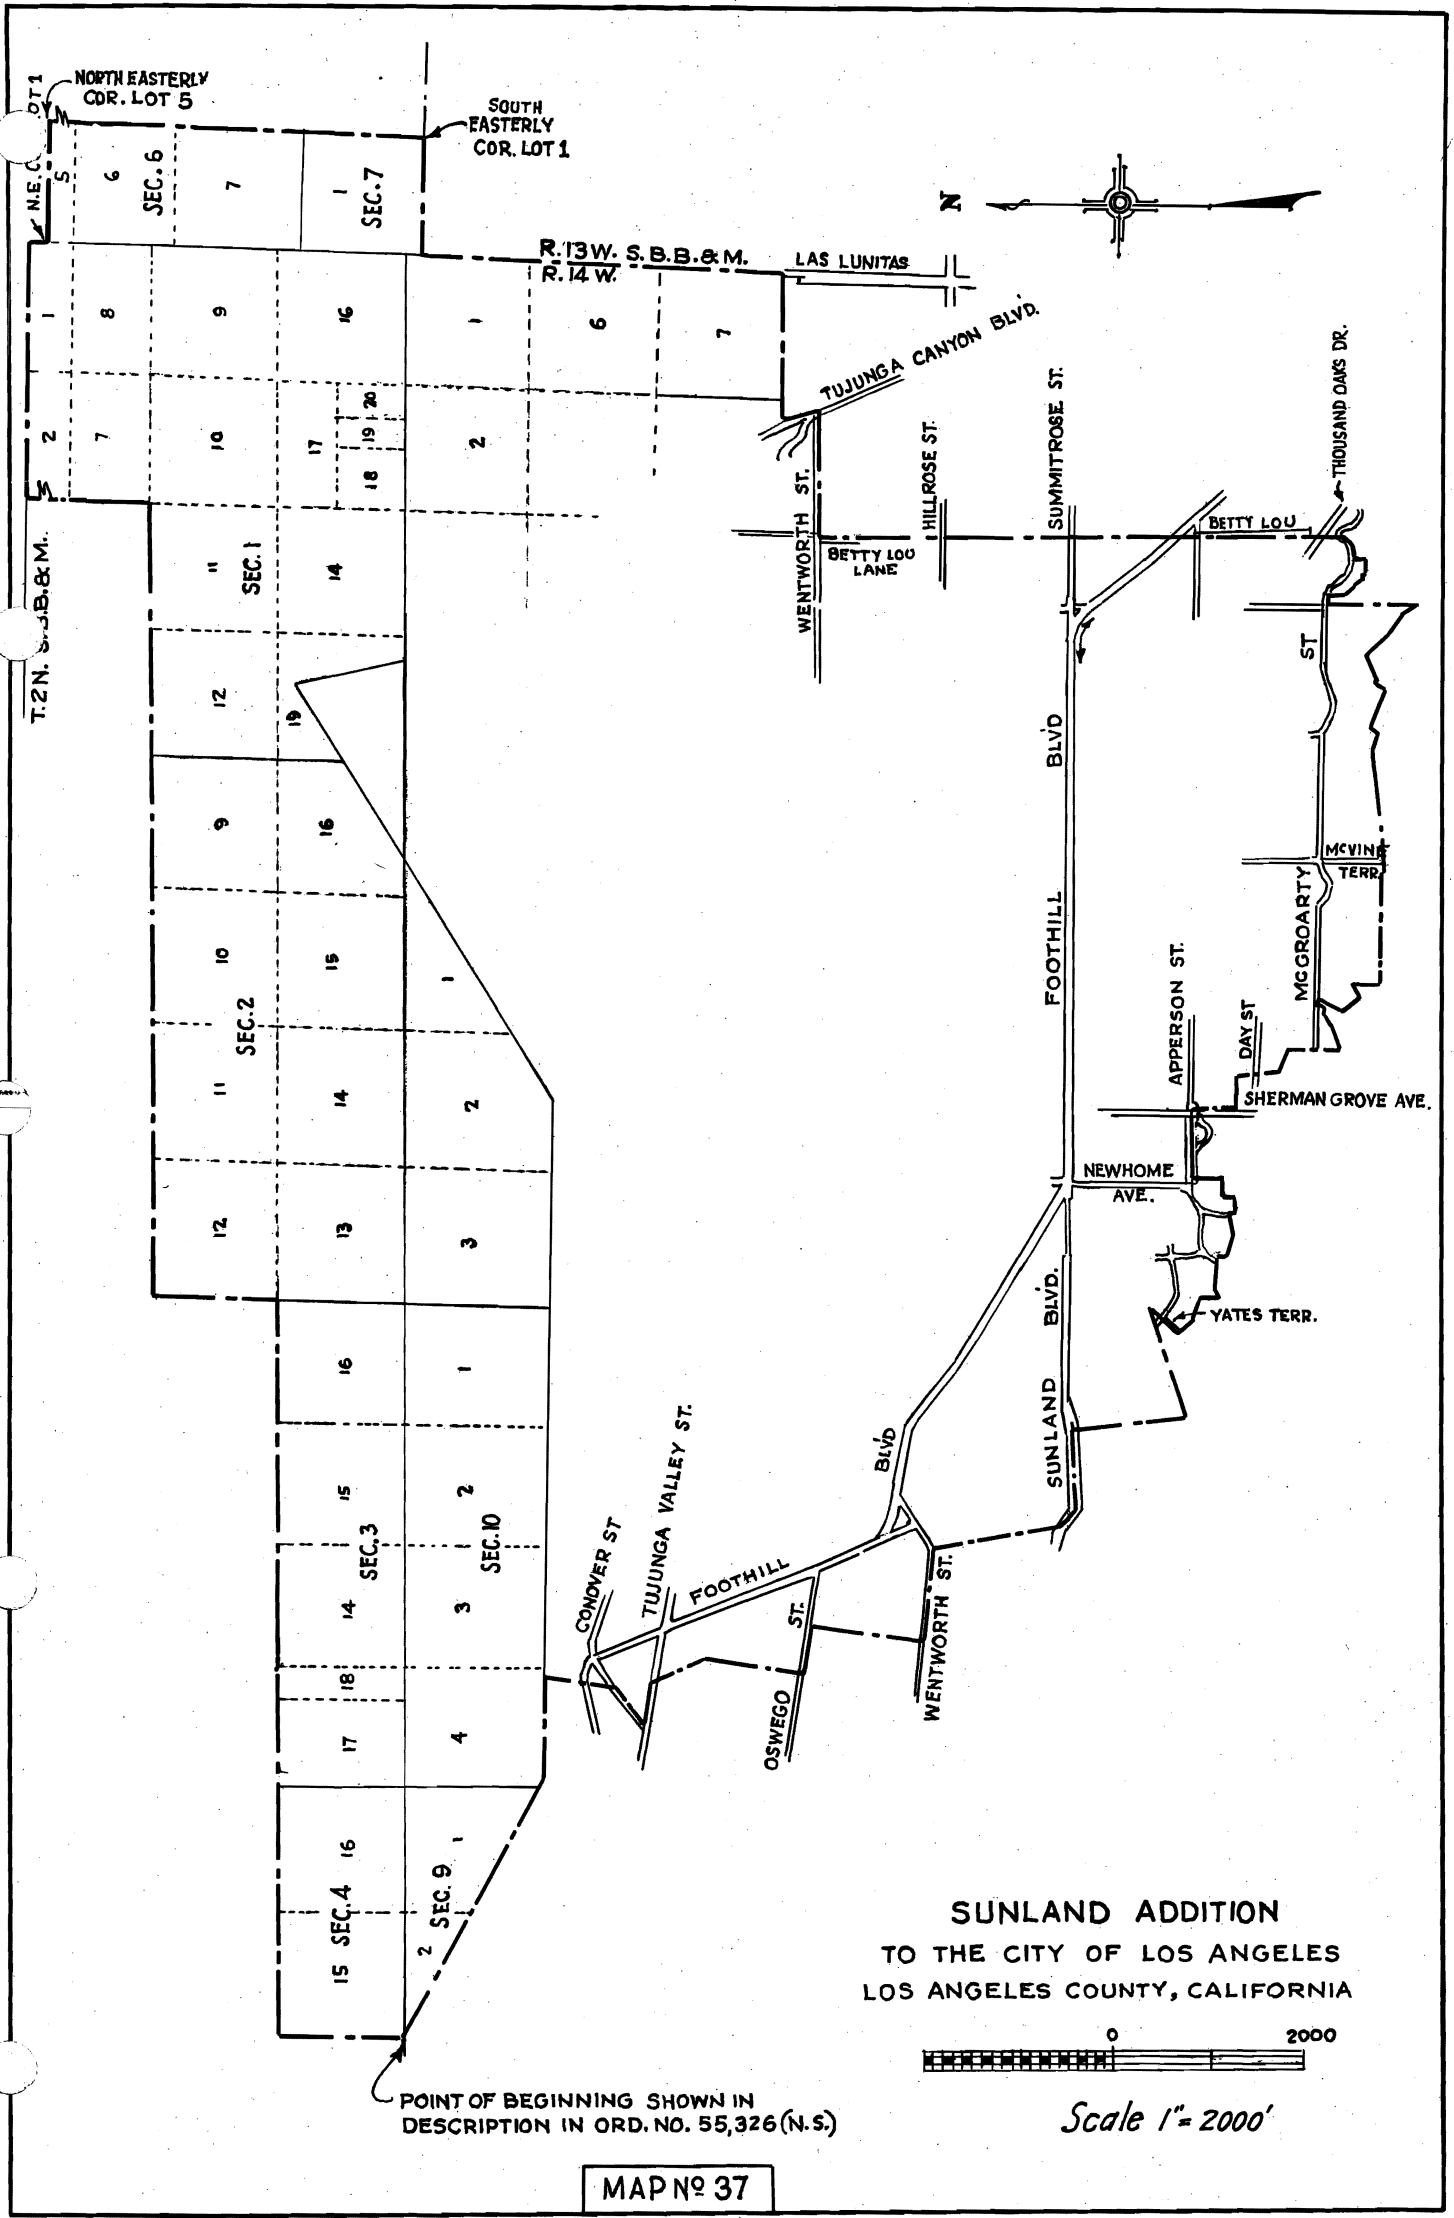 NORTH EASTERLY
COR. LOT 5
SOUTH
EASTERLY
COR. LOT 1
N.E. C
OT 1
5
6
SEC. 6
7
1
SEC. 7
N
R. 13 W. S.B.B. & M.
R. 14 W.
LAS LUNITAS
TUJUNGA CANYON BLV'D.
1
8
9
16
1
6
7
2
7
10
17
20
19
18
2
T. 2 N. S.B.B. & M.
11
SEC. 1
14
12
19
WENTWORTH ST.
BETTY LOU
LANE
HILLROSE ST.
SUMMITROSE ST.
BETTY LOU
THOUSAND OAKS DR.
ST
BLVD
9
16
MCVINE
TERR.
FOOTHILL
MCGROARTY
10
15
1
SEC. 2
APPERSON ST.
DAY ST
11
14
2
SHERMAN GROVE AVE.
NEWHOME
AVE.
12
13
3
BLVD.
YATES TERR.
16
1
SUNLAND
BLV'D
TUJUNGA VALLEY ST.
15
2
SEC. 3
SEC. 10
CONOVER ST
FOOTHILL
14
3
ST.
WENTWORTH ST.
18
17
4
OSWEGO
16
1
SEC. 4
SEC. 9
15
2
SUNLAND ADDITION
TO THE CITY OF LOS ANGELES
LOS ANGELES COUNTY, CALIFORNIA
0 2000
Scale 1" = 2000'
POINT OF BEGINNING SHOWN IN
DESCRIPTION IN ORD. NO. 55,326 (N.S.)
MAP Nº 37